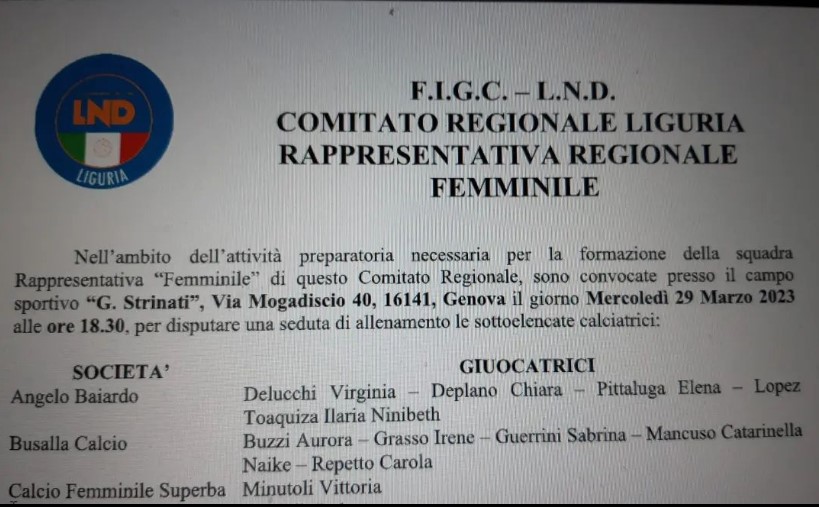 LND
LIGURIA
F.I.G.C. – L.N.D.
COMITATO REGIONALE LIGURIA
RAPPRESENTATIVA REGIONALE
FEMMINILE
Nell'ambito dell'attività preparatoria necessaria per la formazione della squadra
Rappresentativa "Femminile" di questo Comitato Regionale, sono convocate presso il campo
sportivo "G. Strinati", Via Mogadiscio 40, 16141, Genova il giorno Mercoledì 29 Marzo 2023
alle ore 18.30, per disputare una seduta di allenamento le sottoelencate calciatrici:
SOCIETA' GIUOCATRICI
Angelo Baiardo Delucchi Virginia – Deplano Chiara – Pittaluga Elena – Lopez
Toaquiza Ilaria Ninibeth
Busalla Calcio Buzzi Aurora – Grasso Irene – Guerrini Sabrina – Mancuso Catarinella
Naike – Repetto Carola
Calcio Femminile Superba Minutoli Vittoria